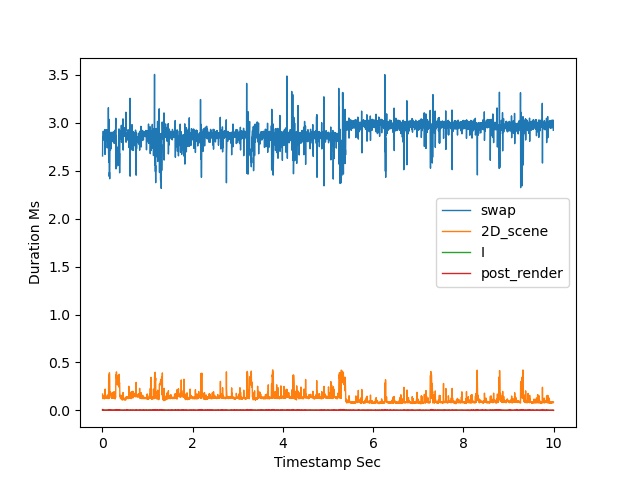 3.5
3.0
2.5
2.0
1.5
1.0
0.5
0.0
Duration Ms
swap
2D_scene
I
post_render
0 2 4 6 8 10
Timestamp Sec